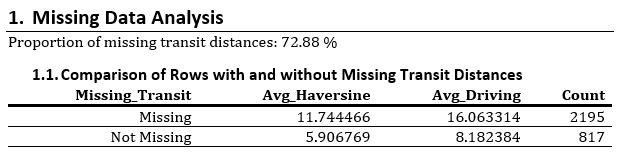 1. Missing Data Analysis
Proportion of missing transit distances: 72.88 %
1.1. Comparison of Rows with and without Missing Transit Distances
Missing_Transit Avg_Haversine Avg_Driving Count
Missing 11.744466 16.063314 2195
Not Missing 5.906769 8.182384 817